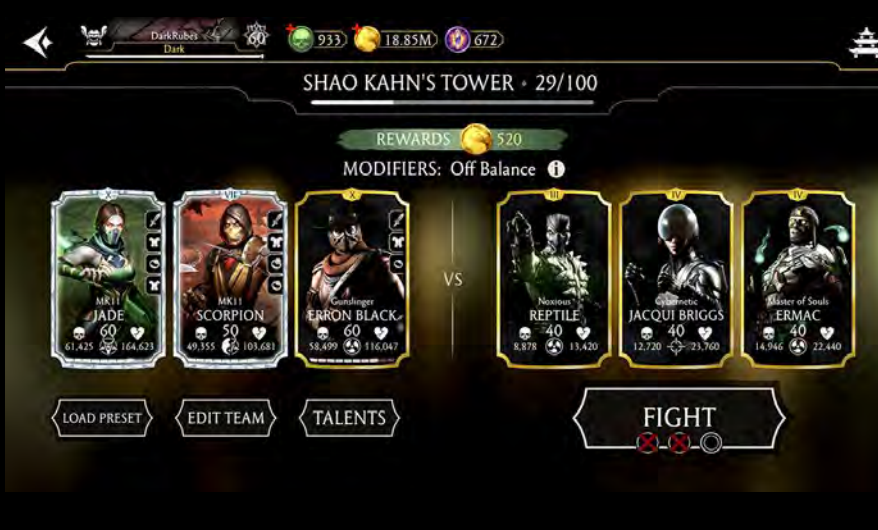 DarkRubes
Dark
60
933
18.85M
672
SHAO KAHN'S TOWER • 29/100
REWARDS 520
MODIFIERS: Off Balance i
X
MK11
JADE
60
61,425 164,623
VII
MK11
SCORPION
50
49,355 103,681
X
Gunslinger
ERRON BLACK
60
58,499 116,047
VS
III
Noxious
REPTILE
40
8,878 13,420
IV
Cybernetic
JACQUI BRIGGS
40
12,720 23,760
IV
Master of Souls
ERMAC
40
14,946 22,440
LOAD PRESET
EDIT TEAM
TALENTS
FIGHT